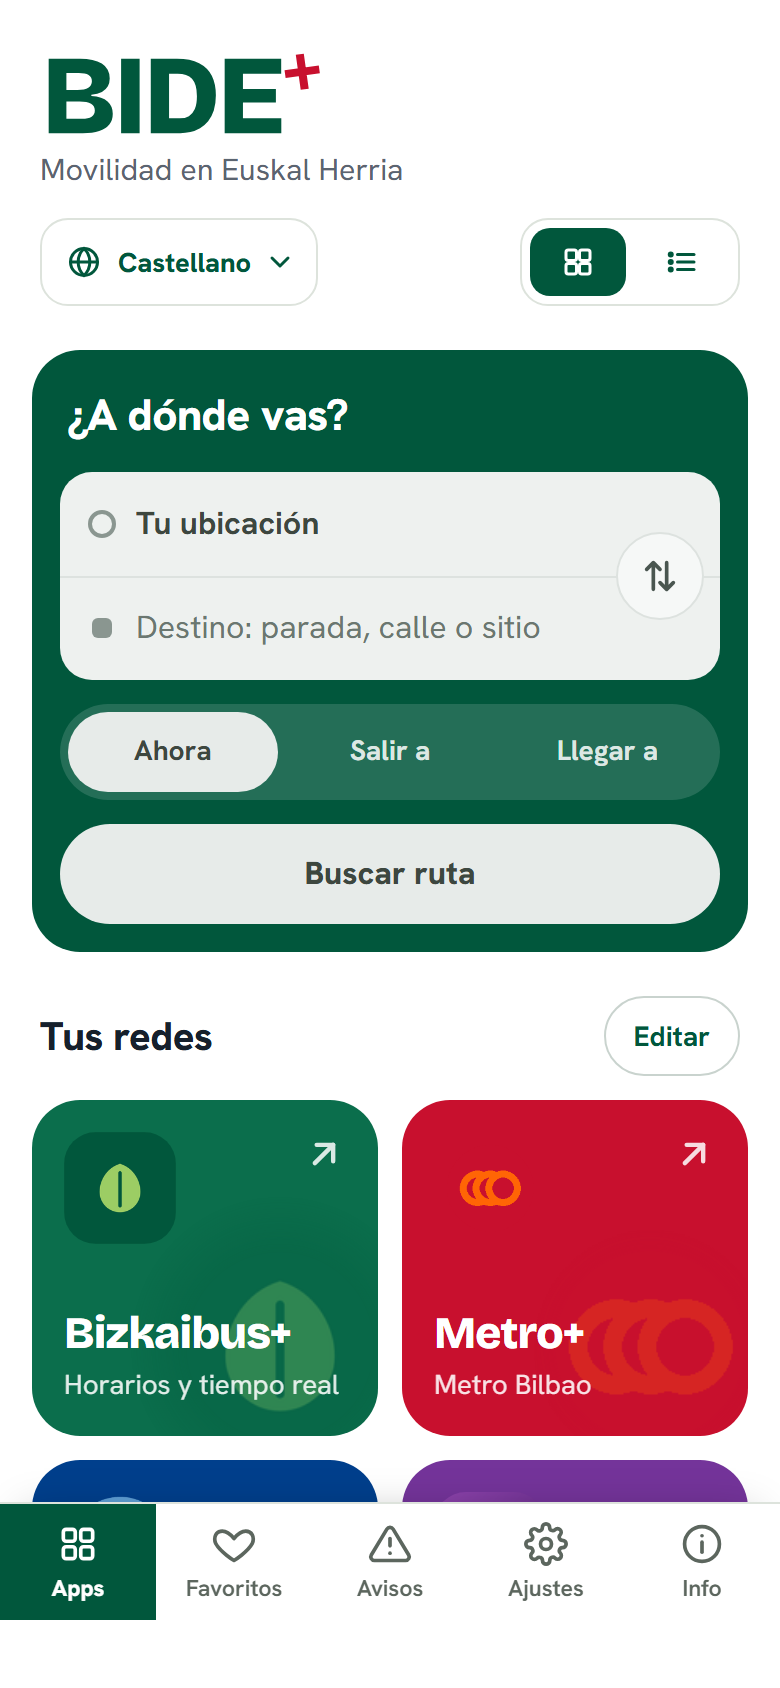 BIDE+
Movilidad en Euskal Herria
Castellano
¿A dónde vas?
Tu ubicación
Destino: parada, calle o sitio
Ahora
Salir a
Llegar a
Buscar ruta
Tus redes
Editar
Bizkaibus+
Horarios y tiempo real
Metro+
Metro Bilbao
Apps
Favoritos
Avisos
Ajustes
Info